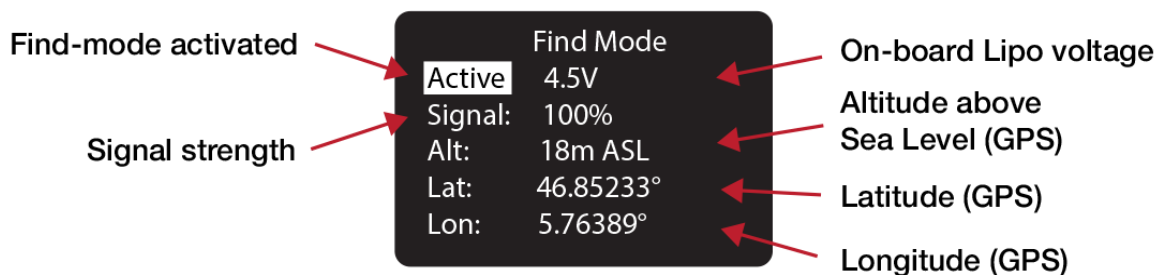 Find-mode activated
Signal strength
Find Mode
Active 4.5V
Signal: 100%
Alt: 18m ASL
Lat: 46.85233°
Lon: 5.76389°
On-board Lipo voltage
Altitude above
Sea Level (GPS)
Latitude (GPS)
Longitude (GPS)